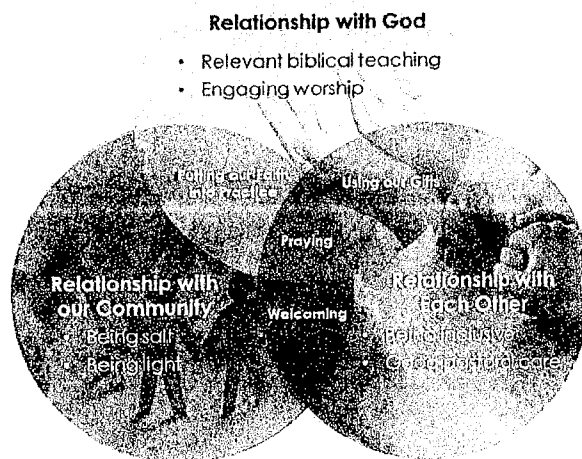 Relationship with God
• Relevant biblical teaching
• Engaging worship
Putting our Faith
into Practice
Using our Gifts
Praying
Relationship with
our Community
• Being salt
• Being light
Welcoming
Relationship with
Each Other
• Being inclusive
• Good pastoral care